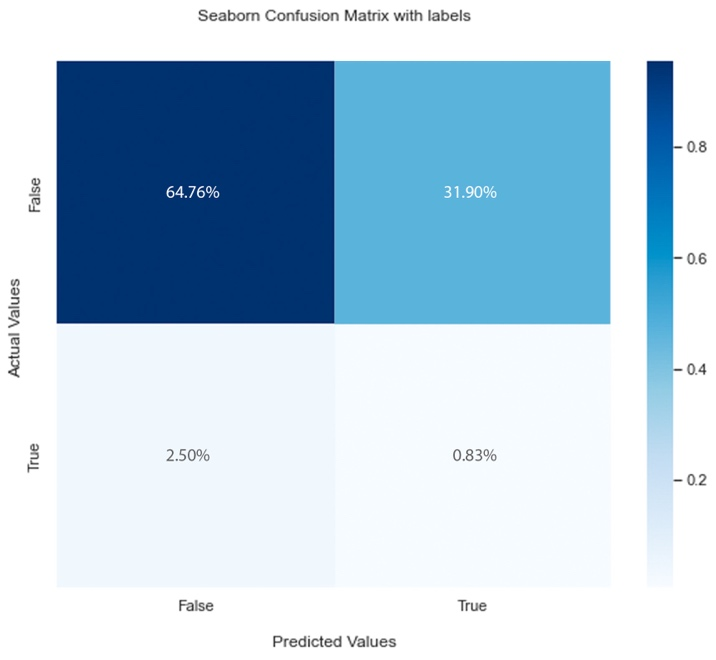 Seaborn Confusion Matrix with labels
False
64.76%
31.90%
0.8
0.6
Actual Values
0.4
True
2.50%
0.83%
0.2
False
True
Predicted Values